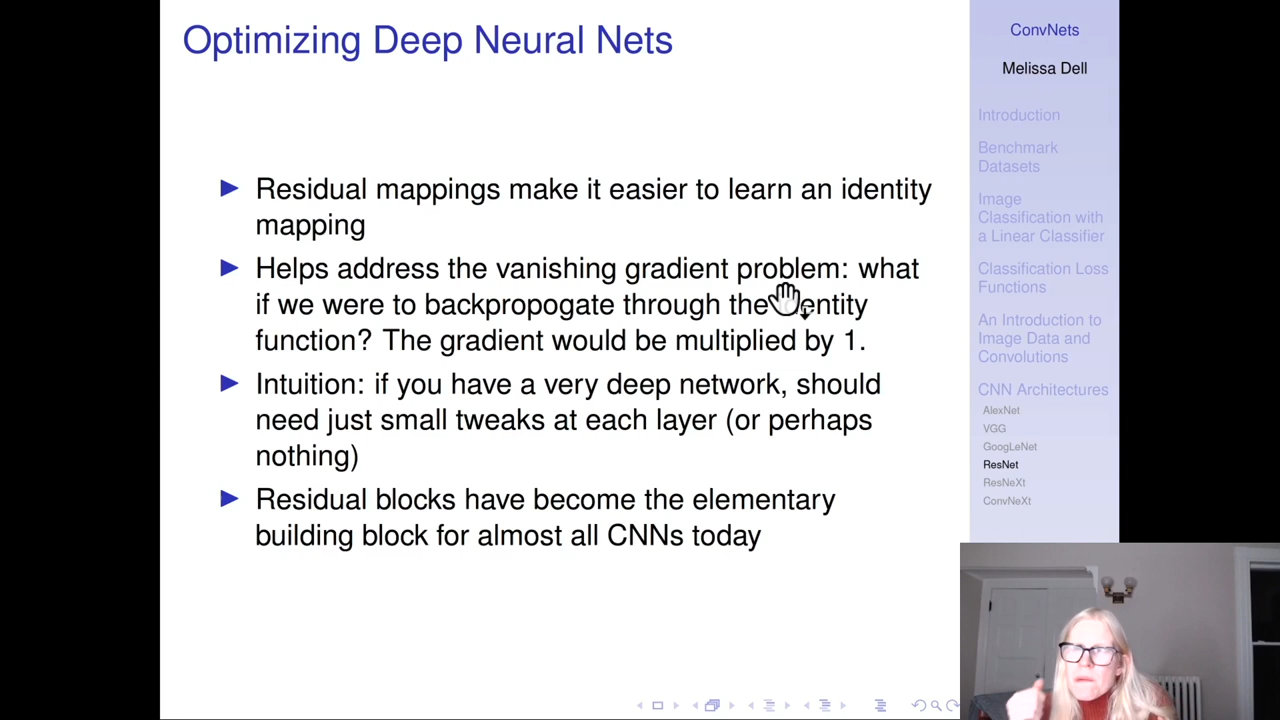 Optimizing Deep Neural Nets
Residual mappings make it easier to learn an identity
mapping
Helps address the vanishing gradient problem: what
if we were to backpropogate through the entity
function? The gradient would be multiplied by 1.
Intuition: if you have a very deep network, should
need just small tweaks at each layer (or perhaps
nothing)
Residual blocks have become the elementary
building block for almost all CNNs today
ConvNets
Melissa Dell
Introduction
Benchmark
Datasets
Image
Classification with
a Linear Classifier
Classification Loss
Functions
An Introduction to
Image Data and
Convolutions
CNN Architectures
AlexNet
VGG
GoogLeNet
ResNet
ResNeXt
ConvNeXt